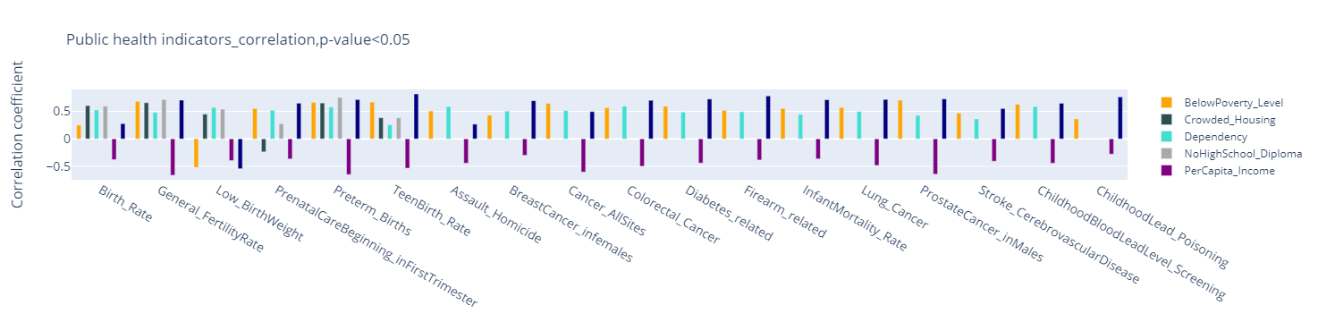 Public health indicators_correlation,p-value<0.05
Correlation coefficient
0.5
0
−0.5
Birth_Rate
General_FertilityRate
Low_BirthWeight
PrenatalCareBeginning_inFirstTrimester
Preterm_Births
TeenBirth_Rate
Assault_Homicide
BreastCancer_infemales
Cancer_AllSites
Colorectal_Cancer
Diabetes_related
Firearm_related
InfantMortality_Rate
Lung_Cancer
ProstateCancer_inMales
Stroke_CerebrovascularDisease
ChildhoodBloodLeadLevel_Screening
ChildhoodLead_Poisoning
BelowPoverty_Level
Crowded_Housing
Dependency
NoHighSchool_Diploma
PerCapita_Income